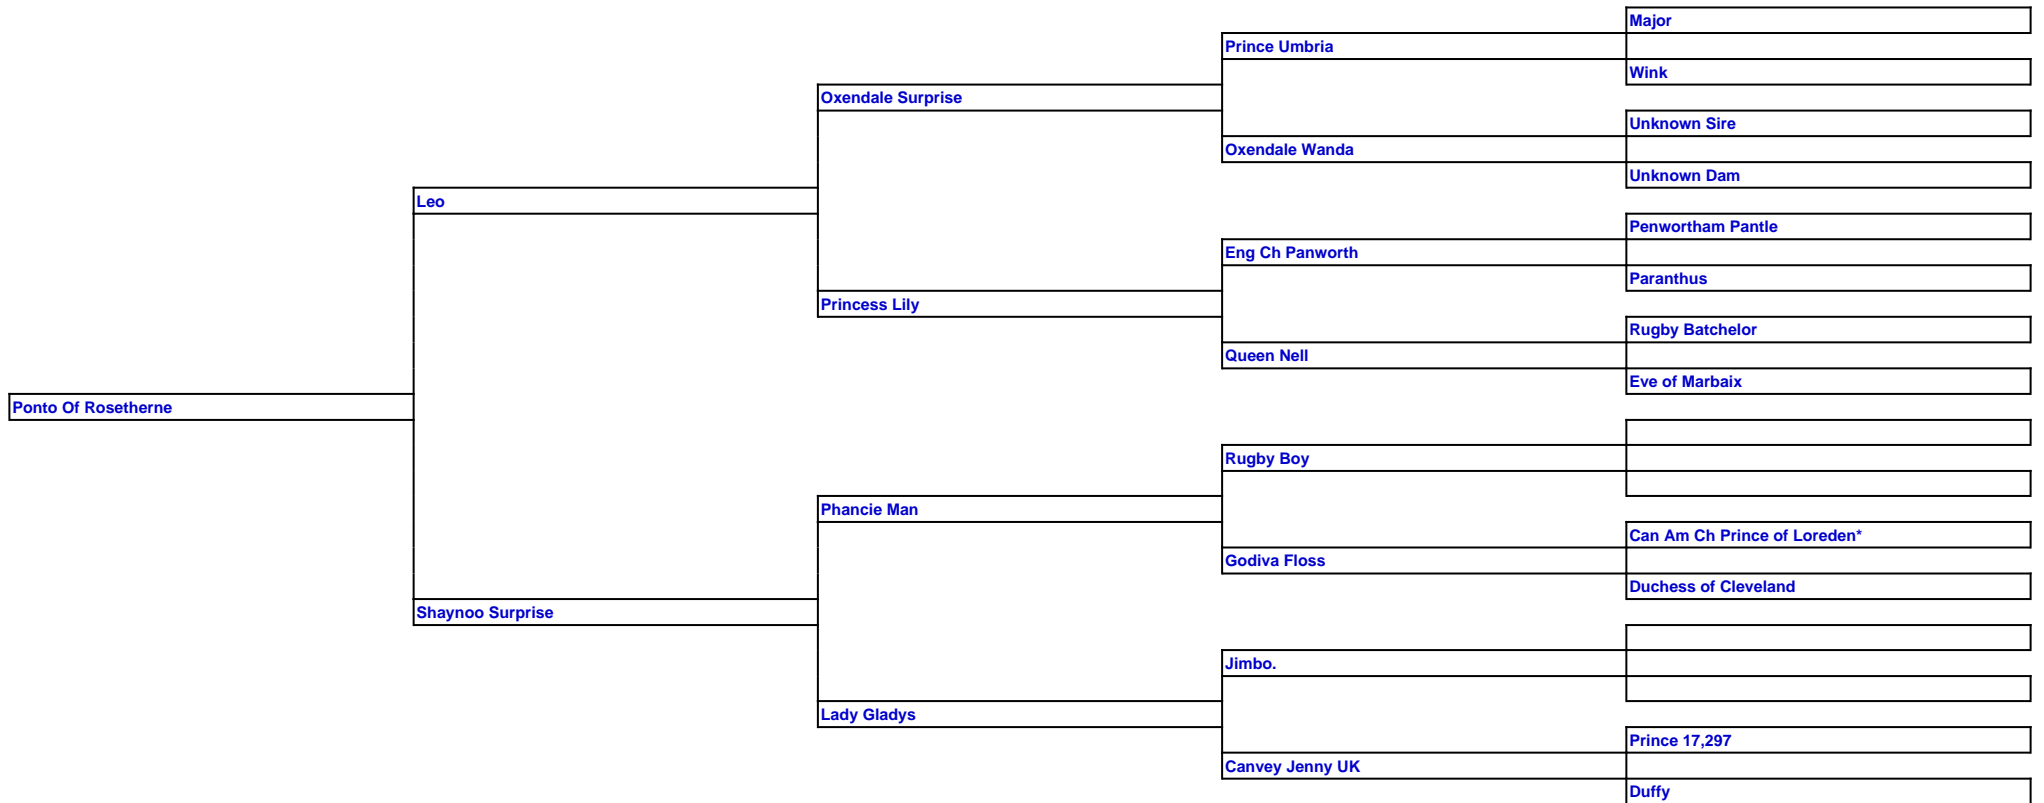 Major
Prince Umbria
Wink
Oxendale Surprise
Unknown Sire
Oxendale Wanda
Unknown Dam
Leo
Penwortham Pantle
Eng Ch Panworth
Paranthus
Princess Lily
Rugby Batchelor
Queen Nell
Eve of Marbaix
Ponto Of Rosetherne
Rugby Boy
Phancie Man
Can Am Ch Prince of Loreden*
Godiva Floss
Duchess of Cleveland
Shaynoo Surprise
Jimbo.
Lady Gladys
Prince 17,297
Canvey Jenny UK
Duffy